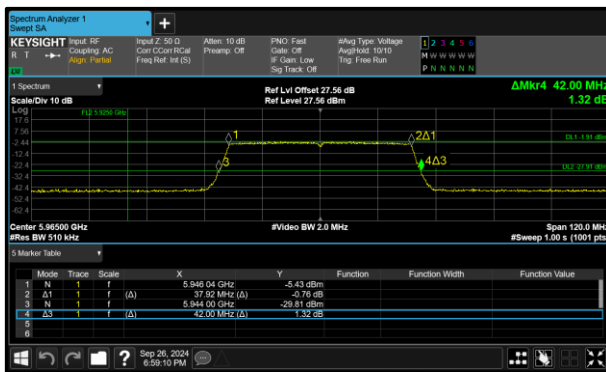 Spectrum Analyzer 1
Swept SA
+
KEYSIGHT Input: RF Input Z: 50 Ω Atten: 10 dB PNO: Fast #Avg Type: Voltage 1 2 3 4 5 6
R T Coupling: AC Corr CCorr RCal Preamp: Off Gate: Off Avg|Hold: 10/10 M W W W W W
Align: Partial Freq Ref: Int (S) IF Gain: Low Trig: Free Run P N N N N N
Sig Track: Off
1 Spectrum Ref Lvl Offset 27.56 dB ΔMkr4 42.00 MHz
Scale/Div 10 dB Ref Level 27.56 dBm 1.32 dB
Log
17.6 FL2 5.9250 GHz
7.56
-2.44 1 2Δ1 DL1 -1.91 dBm
-12.4
-22.4 3 4Δ3 DL2 -27.91 dBm
-32.4
-42.4
-52.4
-62.4
Center 5.96500 GHz #Video BW 2.0 MHz Span 120.0 MHz
#Res BW 510 kHz #Sweep 1.00 s (1001 pts)
5 Marker Table
Mode Trace Scale X Y Function Function Width Function Value
1 N 1 f 5.946 04 GHz -5.43 dBm
2 Δ1 1 f (Δ) 37.92 MHz (Δ) -0.76 dB
3 N 1 f 5.944 00 GHz -29.81 dBm
4 Δ3 1 f (Δ) 42.00 MHz (Δ) 1.32 dB
5
6
? Sep 26, 2024
6:59:10 PM